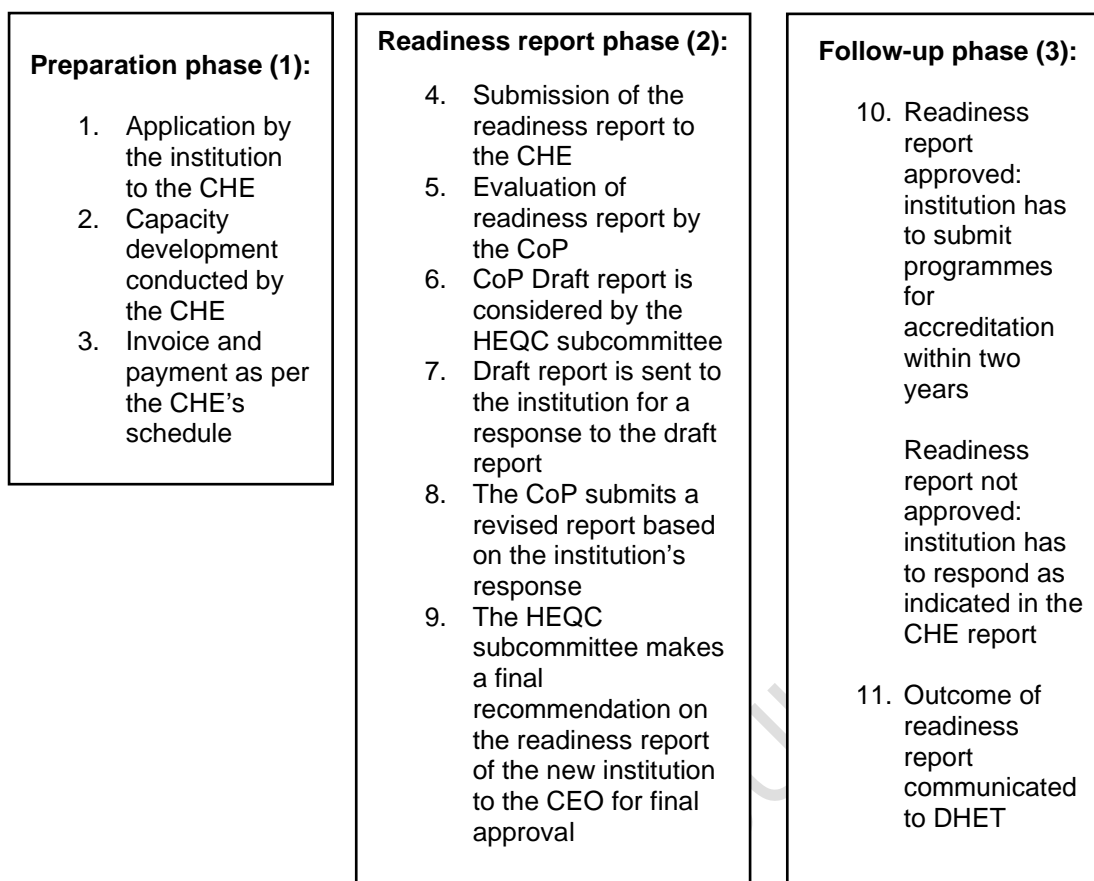 Preparation phase (1):
1. Application by
the institution
to the CHE
2. Capacity
development
conducted by
the CHE
3. Invoice and
payment as per
the CHE's
schedule
Readiness report phase (2):
4. Submission of the
readiness report to
the CHE
5. Evaluation of
readiness report by
the CoP
6. CoP Draft report is
considered by the
HEQC subcommittee
7. Draft report is sent to
the institution for a
response to the draft
report
8. The CoP submits a
revised report based
on the institution's
response
9. The HEQC
subcommittee makes
a final
recommendation on
the readiness report
of the new institution
to the CEO for final
approval
Follow-up phase (3):
10. Readiness
report
approved:
institution has
to submit
programmes
for
accreditation
within two
years
Readiness
report not
approved:
institution has
to respond as
indicated in the
CHE report
11. Outcome of
readiness
report
communicated
to DHET